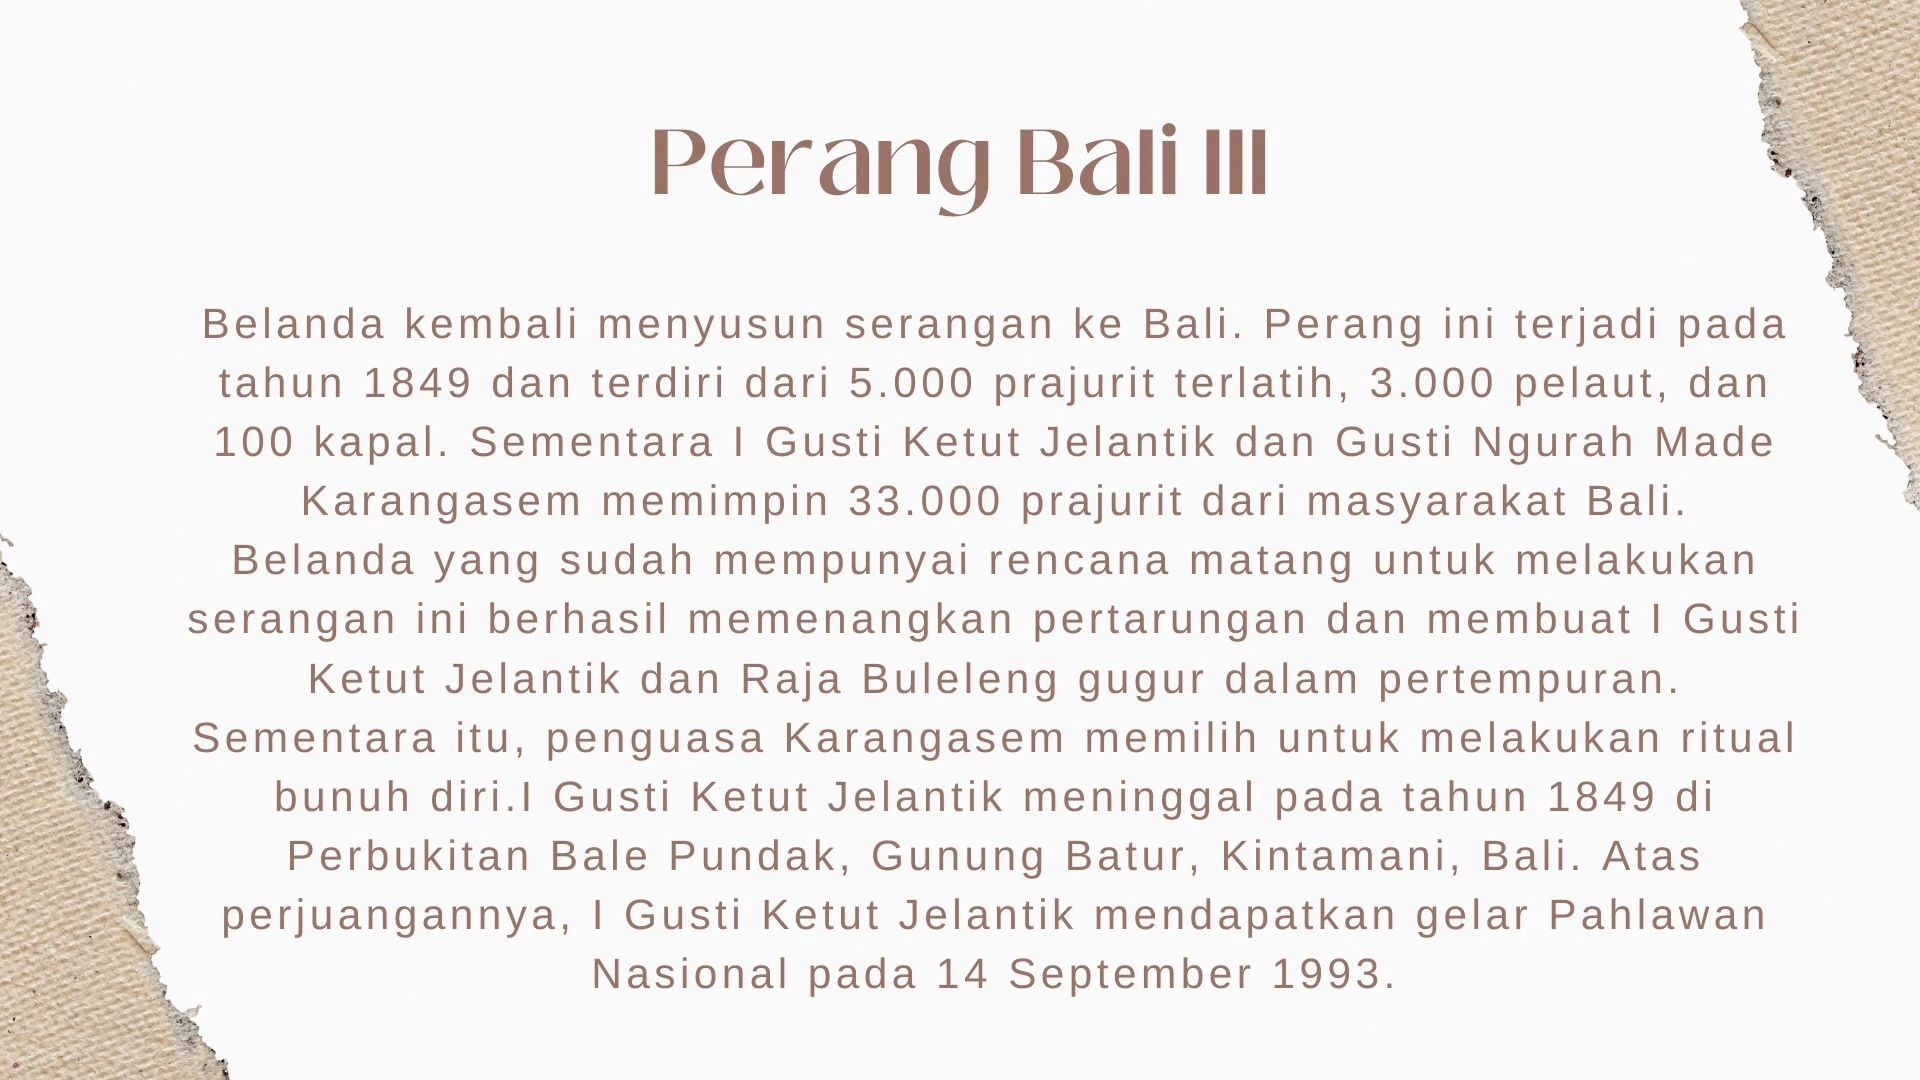 Perang Bali III
Belanda kembali menyusun serangan ke Bali. Perang ini terjadi pada
tahun 1849 dan terdiri dari 5.000 prajurit terlatih, 3.000 pelaut, dan
100 kapal. Sementara I Gusti Ketut Jelantik dan Gusti Ngurah Made
Karangasem memimpin 33.000 prajurit dari masyarakat Bali.
Belanda yang sudah mempunyai rencana matang untuk melakukan
serangan ini berhasil memenangkan pertarungan dan membuat I Gusti
Ketut Jelantik dan Raja Buleleng gugur dalam pertempuran.
Sementara itu, penguasa Karangasem memilih untuk melakukan ritual
bunuh diri.I Gusti Ketut Jelantik meninggal pada tahun 1849 di
Perbukitan Bale Pundak, Gunung Batur, Kintamani, Bali. Atas
perjuangannya, I Gusti Ketut Jelantik mendapatkan gelar Pahlawan
Nasional pada 14 September 1993.